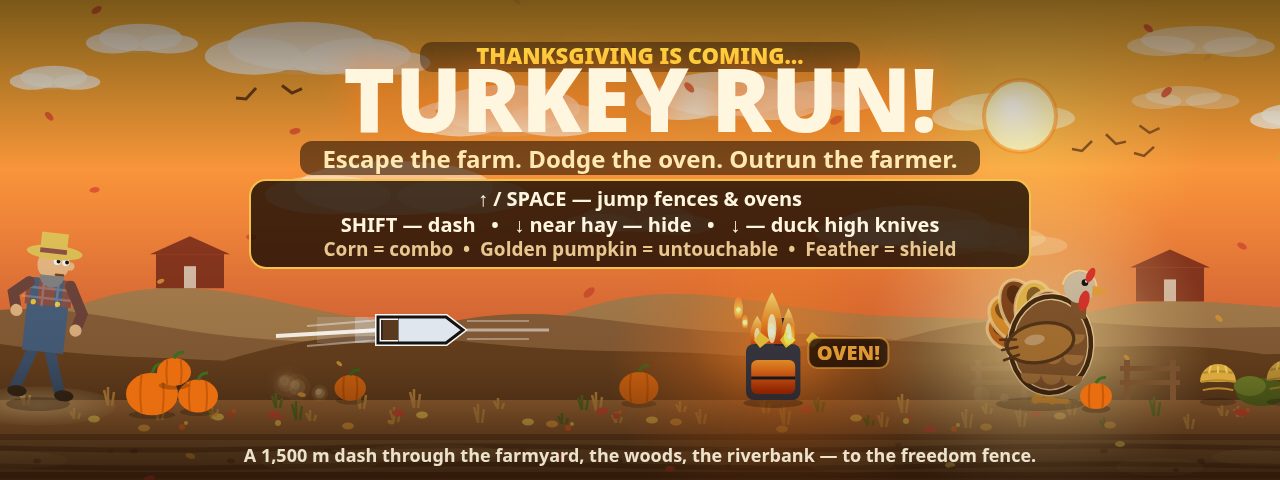 THANKSGIVING IS COMING...
TURKEY RUN!
Escape the farm. Dodge the oven. Outrun the farmer.
↑ / SPACE — jump fences & ovens
SHIFT — dash • ↓ near hay — hide • ↓ — duck high knives
Corn = combo • Golden pumpkin = untouchable • Feather = shield
OVEN!
A 1,500 m dash through the farmyard, the woods, the riverbank — to the freedom fence.